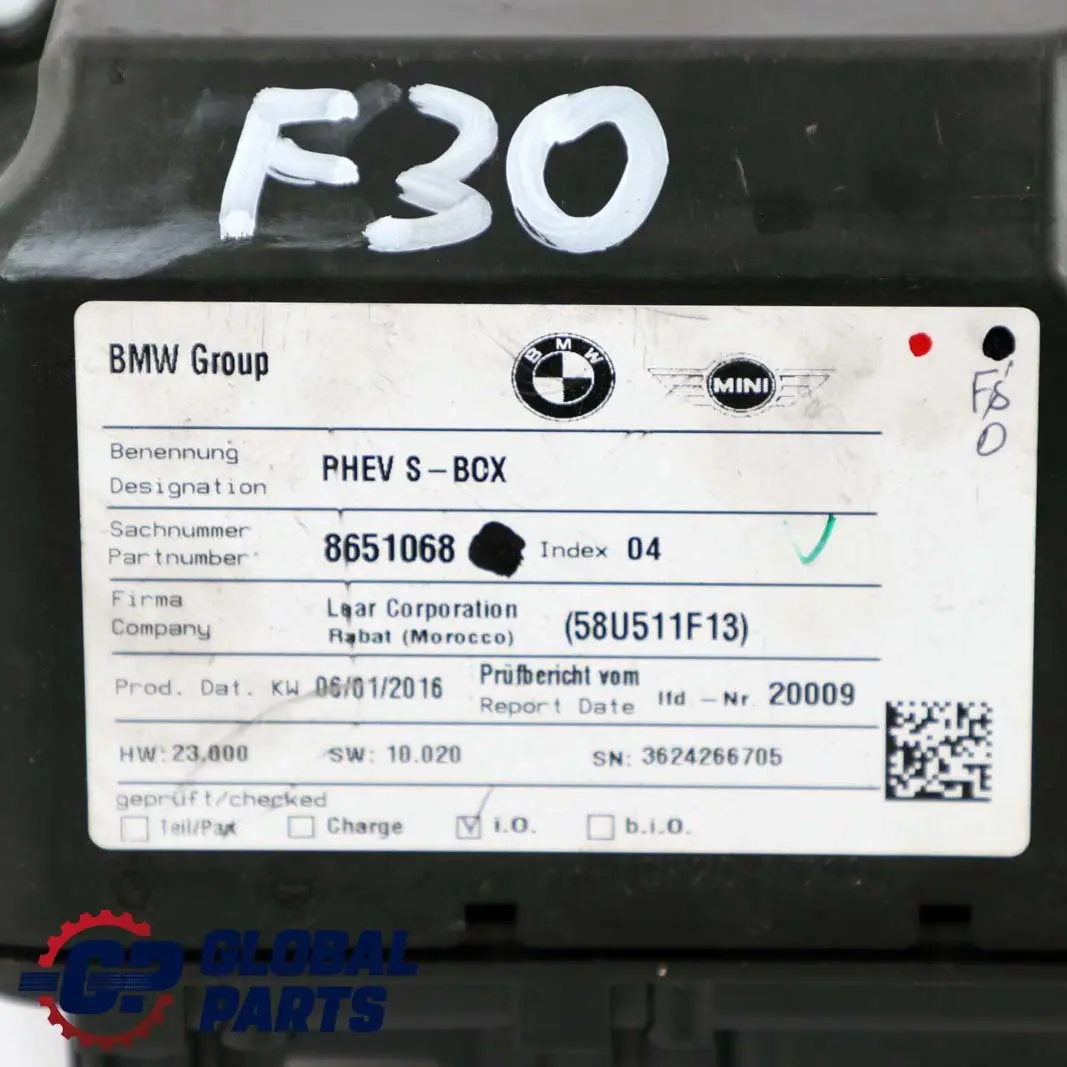 F30
BMW Group
BMW
MINI
Benennung
Designation
PHEV S-BOX
Sachnummer
Partnumber
8651068
Index 04
Firma
Company
Lear Corporation
Rabat (Morocco)
(58U511F13)
Prod. Dat. KW 06/01/2016
Prüfbericht vom
Report Date
lfd -Nr. 20009
HW: 23.000
SW: 10.020
SN: 3624266705
geprüft/checked
Teil/Part
Charge
i.O.
b.i.O.
GP GLOBAL
PARTS